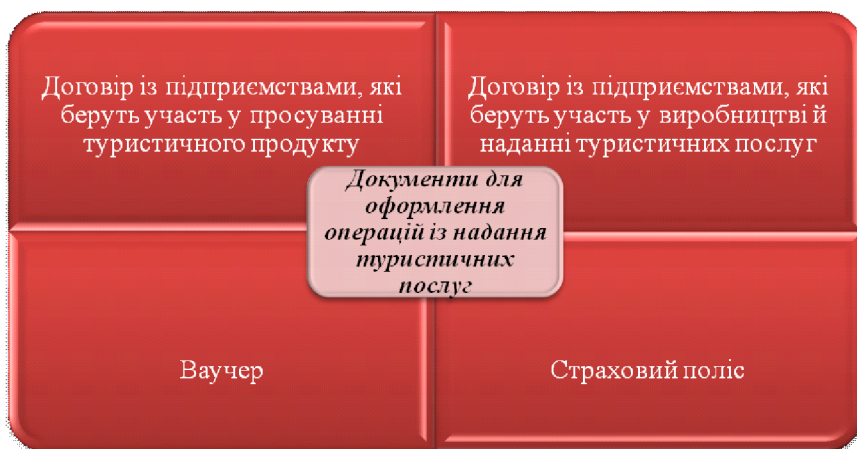 Договір із підприємствами, які
беруть участь у просуванні
туристичного продукту
Договір із підприємствами, які
беруть участь у виробництві й
наданні туристичних послуг
Документи для
оформлення
операцій із надання
туристичних
послуг
Ваучер
Страховий поліс